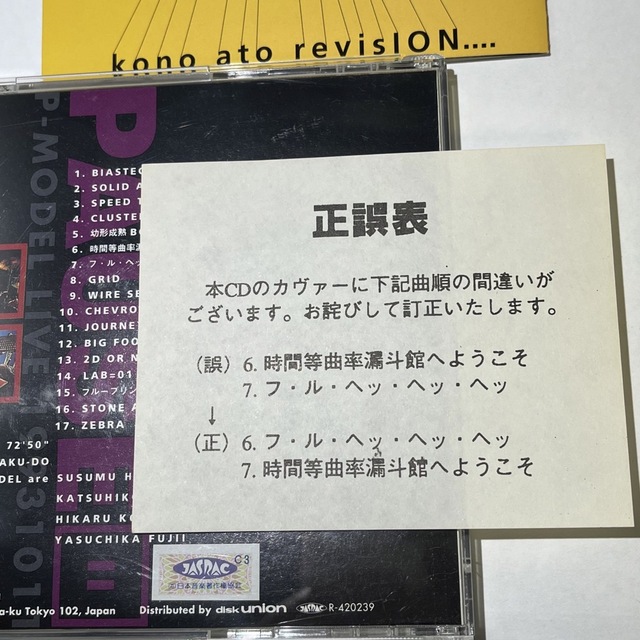 kono ato revisION....
P-MODEL LIVE
1. BIASTEC
2. SOLID A
3. SPEED T
4. CLUSTE
5. 幼形成熟BO
6. 時間等曲率漏
7. フ・ル・ヘッ
8. GRID
9. WIRE SE
10. CHEVRO
11. JOURNE
12. BIG FOO
13. 2D OR N
14. LAB=01
15. ブループリン
16. STONE A
17. ZEBRA
72'50"
AKU-DO
DEL are SUSUMU H
KATSUHIK
HIKARU KO
YASUCHIKA FUJII
正誤表
本CDのカヴァーに下記曲順の間違いが
ございます。お詫びして訂正いたします。
（誤） 6. 時間等曲率漏斗館へようこそ
7. フ・ル・ヘッ・ヘッ・ヘッ
↓
（正） 6. フ・ル・ヘッ・ヘッ・ヘッ
7. 時間等曲率漏斗館へようこそ
C3
JASRAC
日本音楽著作権協会
a-ku Tokyo 102, Japan Distributed by disk union JASRAC R-420239